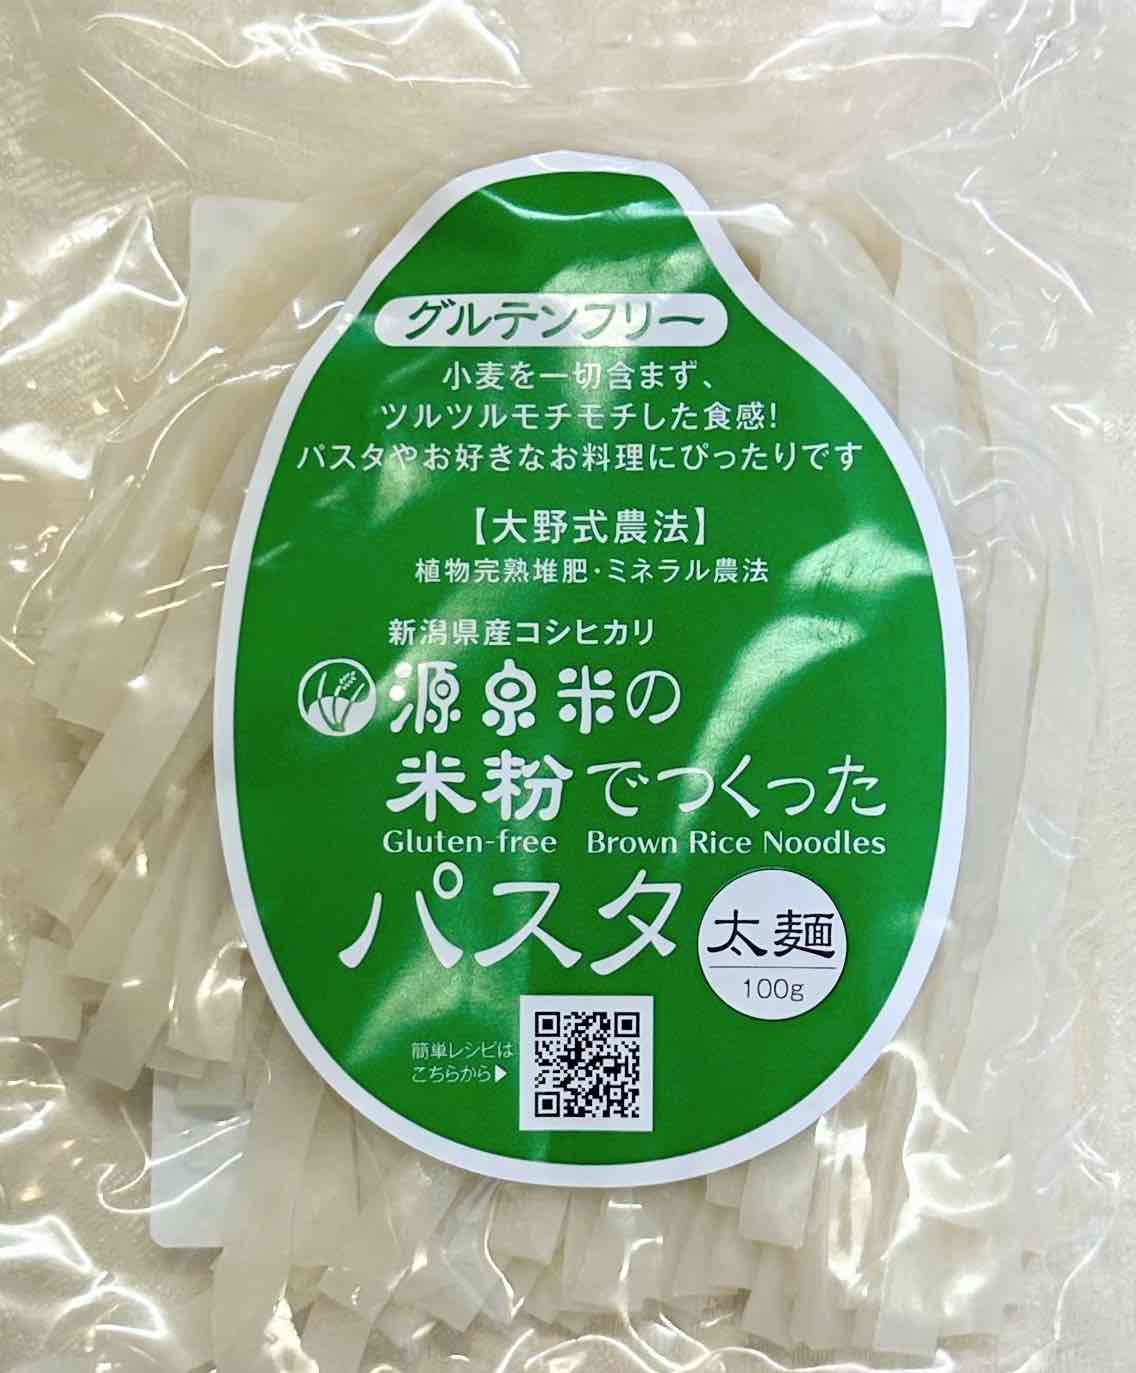 グルテンフリー
小麦を一切含まず、
ツルツルモチモチした食感!
パスタやお好きなお料理にぴったりです
【大野式農法】
植物完熟堆肥・ミネラル農法
新潟県産コシヒカリ
源泉米の
米粉でつくった
Gluten-free Brown Rice Noodles
パスタ
太麺
100g
簡単レシピは
こちらから▶